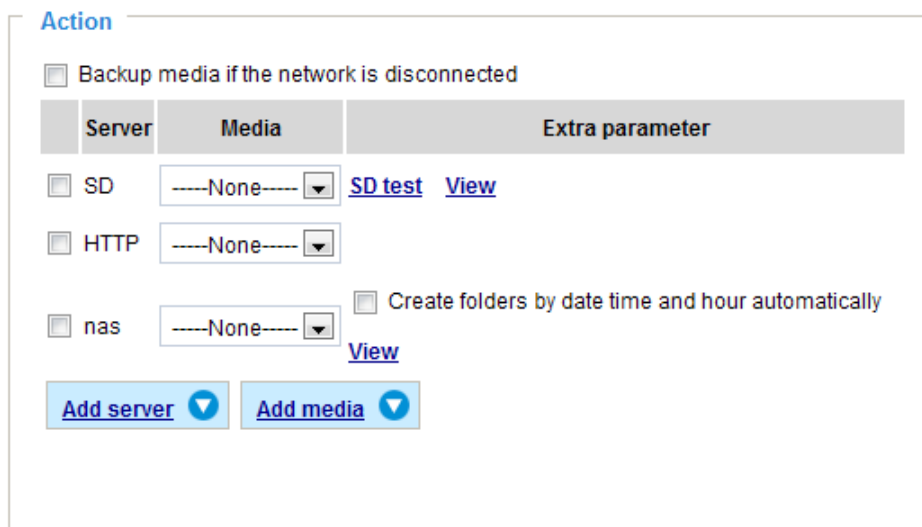 Action
Backup media if the network is disconnected
Server Media Extra parameter
SD -----None----- SD test View
HTTP -----None-----
Create folders by date time and hour automatically
nas -----None-----
View
Add server Add media